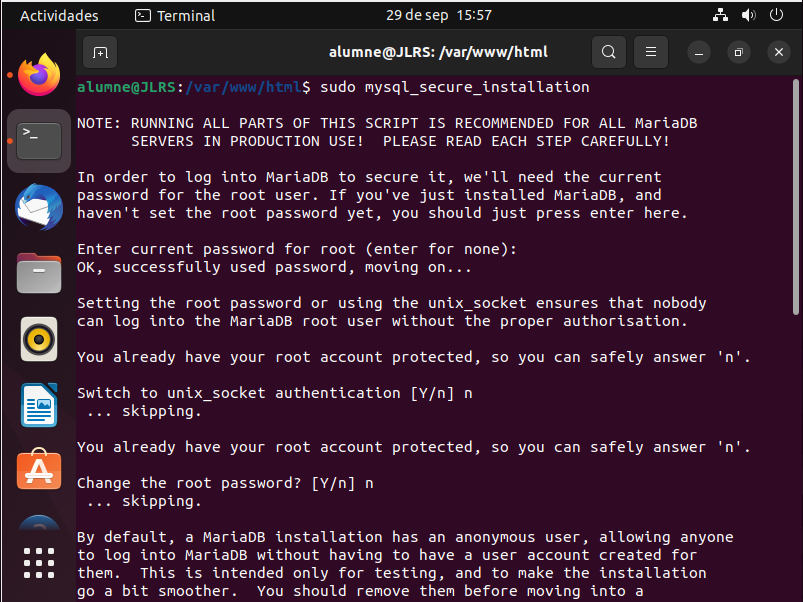 Actividades
Terminal
29 de sep 15:57
alumne@JLRS: /var/www/html
alumne@JLRS:/var/www/html$ sudo mysql_secure_installation
NOTE: RUNNING ALL PARTS OF THIS SCRIPT IS RECOMMENDED FOR ALL MariaDB
SERVERS IN PRODUCTION USE!  PLEASE READ EACH STEP CAREFULLY!
In order to log into MariaDB to secure it, we'll need the current
password for the root user. If you've just installed MariaDB, and
haven't set the root password yet, you should just press enter here.
Enter current password for root (enter for none):
OK, successfully used password, moving on...
Setting the root password or using the unix_socket ensures that nobody
can log into the MariaDB root user without the proper authorisation.
You already have your root account protected, so you can safely answer 'n'.
Switch to unix_socket authentication [Y/n] n
... skipping.
You already have your root account protected, so you can safely answer 'n'.
Change the root password? [Y/n] n
... skipping.
By default, a MariaDB installation has an anonymous user, allowing anyone
to log into MariaDB without having to have a user account created for
them.  This is intended only for testing, and to make the installation
go a bit smoother.  You should remove them before moving into a